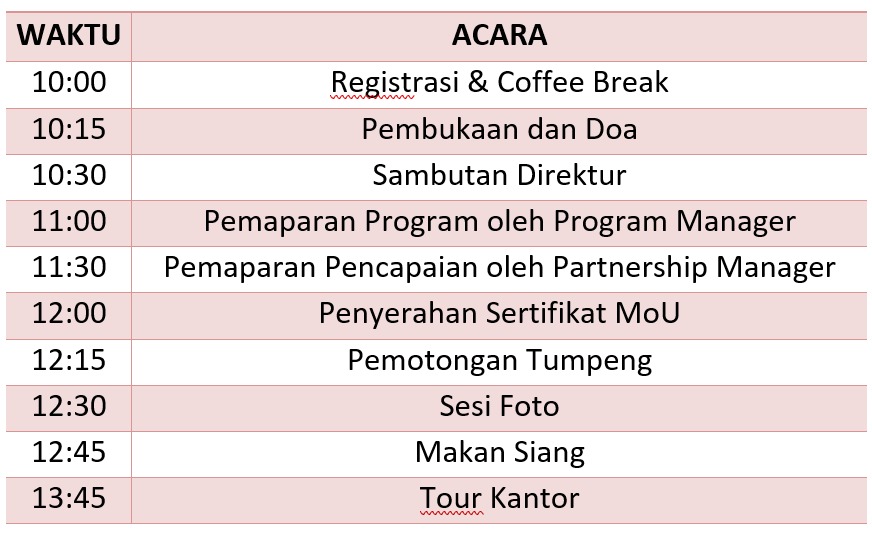 WAKTU ACARA
10:00 Registrasi & Coffee Break
10:15 Pembukaan dan Doa
10:30 Sambutan Direktur
11:00 Pemaparan Program oleh Program Manager
11:30 Pemaparan Pencapaian oleh Partnership Manager
12:00 Penyerahan Sertifikat MoU
12:15 Pemotongan Tumpeng
12:30 Sesi Foto
12:45 Makan Siang
13:45 Tour Kantor